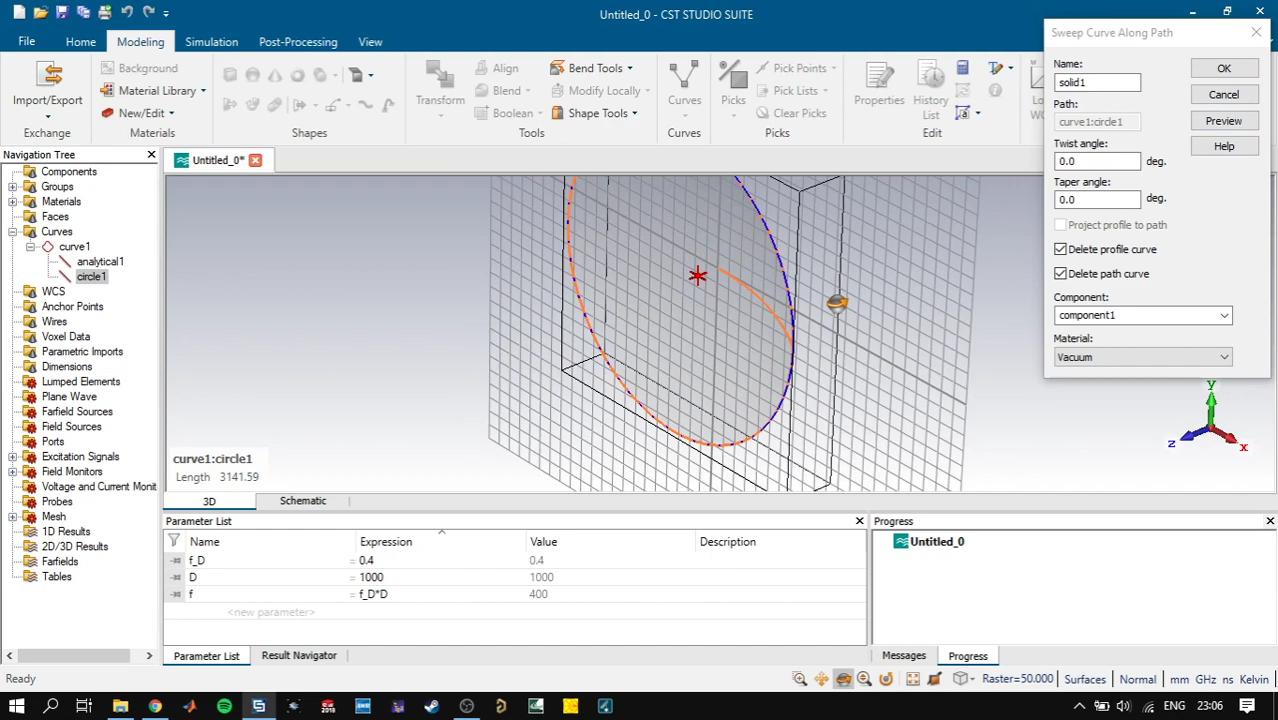 Untitled_0 - CST STUDIO SUITE
File
Home
Modeling
Simulation
Post-Processing
View
Import/Export
Exchange
Background
Material Library
New/Edit
Materials
Shapes
Transform
Align
Blend
Boolean
Bend Tools
Modify Locally
Shape Tools
Tools
Curves
Curves
Picks
Pick Points
Pick Lists
Clear Picks
Picks
Properties
History
List
Edit
Sweep Curve Along Path
Name:
solid1
Path:
curve1:circle1
Twist angle:
0.0
deg.
Taper angle:
0.0
deg.
Project profile to path
Delete profile curve
Delete path curve
Component:
component1
Material:
Vacuum
OK
Cancel
Preview
Help
Navigation Tree
Components
Groups
Materials
Faces
Curves
curve1
analytical1
circle1
WCS
Anchor Points
Wires
Voxel Data
Parametric Imports
Dimensions
Lumped Elements
Plane Wave
Farfield Sources
Field Sources
Ports
Excitation Signals
Field Monitors
Voltage and Current Monit
Probes
Mesh
1D Results
2D/3D Results
Farfields
Tables
Untitled_0*
curve1:circle1
Length 3141.59
y
z
x
3D
Schematic
Parameter List
Name Expression Value Description
f_D = 0.4 0.4
D = 1000 1000
f = f_D*D 400
<new parameter>
Parameter List
Result Navigator
Progress
Untitled_0
Messages
Progress
Ready
Raster=50.000 Surfaces Normal mm GHz ns Kelvin
ENG 23:06